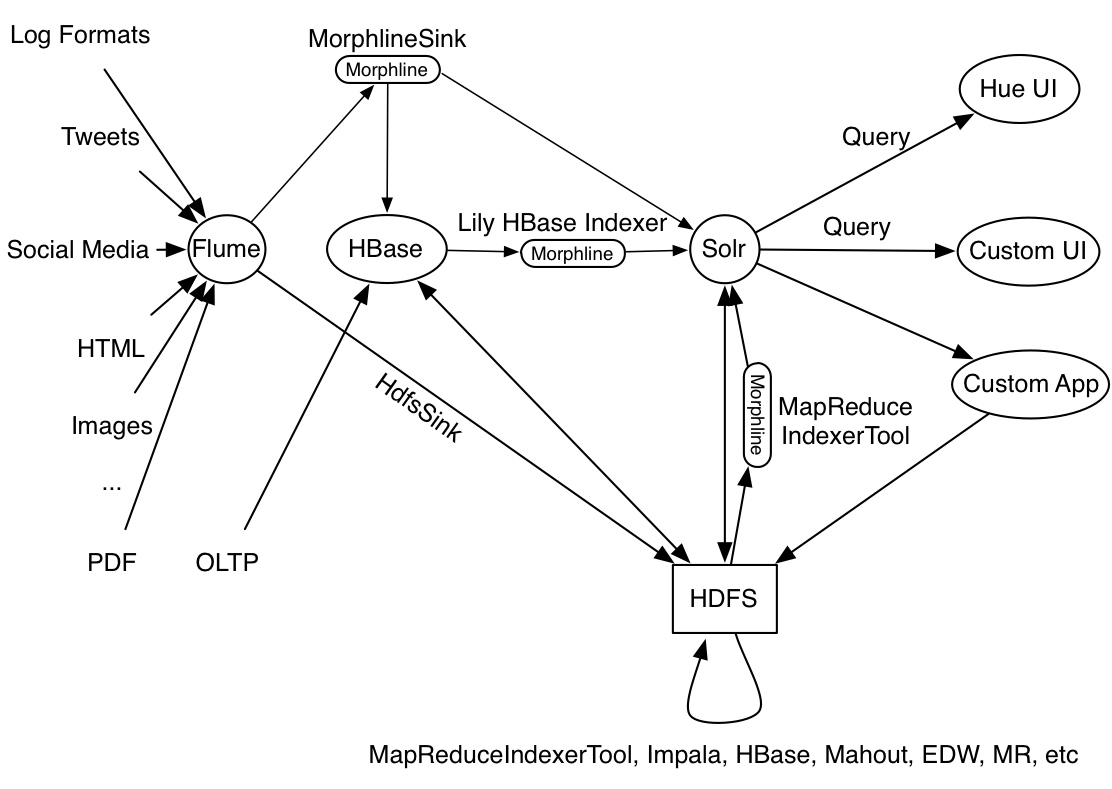 Log Formats
MorphlineSink
Morphline
Hue UI
Tweets
Query
Social Media
Flume
HBase
Lily HBase Indexer
Morphline
Solr
Query
Custom UI
HTML
Images
...
PDF
OLTP
HdfsSink
Morphline
MapReduce
IndexerTool
Custom App
HDFS
MapReduceIndexerTool, Impala, HBase, Mahout, EDW, MR, etc